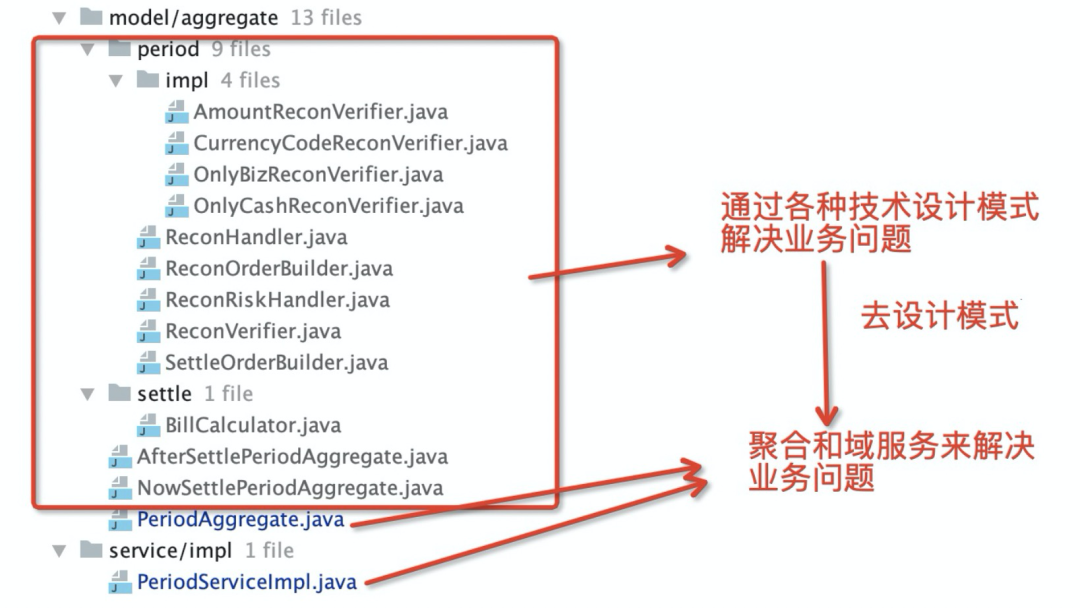 model/aggregate 13 files
period 9 files
impl 4 files
AmountReconVerifier.java
CurrencyCodeReconVerifier.java
OnlyBizReconVerifier.java
OnlyCashReconVerifier.java
ReconHandler.java
ReconOrderBuilder.java
ReconRiskHandler.java
ReconVerifier.java
SettleOrderBuilder.java
settle 1 file
BillCalculator.java
AfterSettlePeriodAggregate.java
NowSettlePeriodAggregate.java
PeriodAggregate.java
service/impl 1 file
PeriodServiceImpl.java
通过各种技术设计模式
解决业务问题
去设计模式
聚合和域服务来解决
业务问题